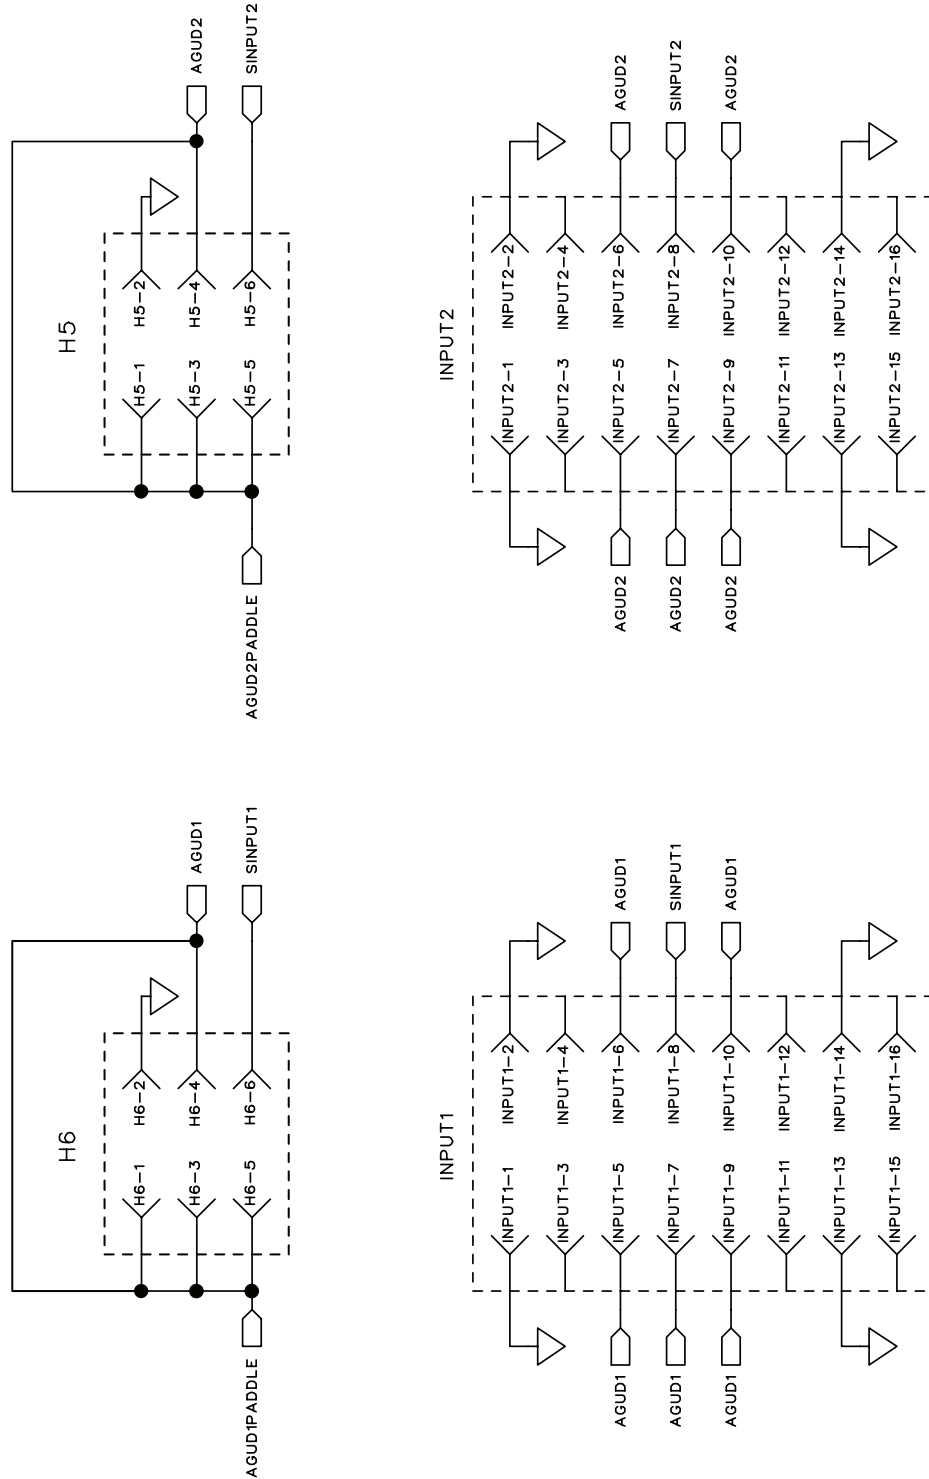 H6
H6-1 H6-2
H6-3 H6-4 AGUD1
AGUD1PADDLE H6-5 H6-6 SINPUT1
H5
H5-1 H5-2
H5-3 H5-4 AGUD2
AGUD2PADDLE H5-5 H5-6 SINPUT2
INPUT1
INPUT1-1 INPUT1-2
INPUT1-3 INPUT1-4
AGUD1 INPUT1-5 INPUT1-6 AGUD1
AGUD1 INPUT1-7 INPUT1-8 SINPUT1
AGUD1 INPUT1-9 INPUT1-10 AGUD1
INPUT1-11 INPUT1-12
INPUT1-13 INPUT1-14
INPUT1-15 INPUT1-16
INPUT2
INPUT2-1 INPUT2-2
INPUT2-3 INPUT2-4
AGUD2 INPUT2-5 INPUT2-6 AGUD2
AGUD2 INPUT2-7 INPUT2-8 SINPUT2
AGUD2 INPUT2-9 INPUT2-10 AGUD2
INPUT2-11 INPUT2-12
INPUT2-13 INPUT2-14
INPUT2-15 INPUT2-16